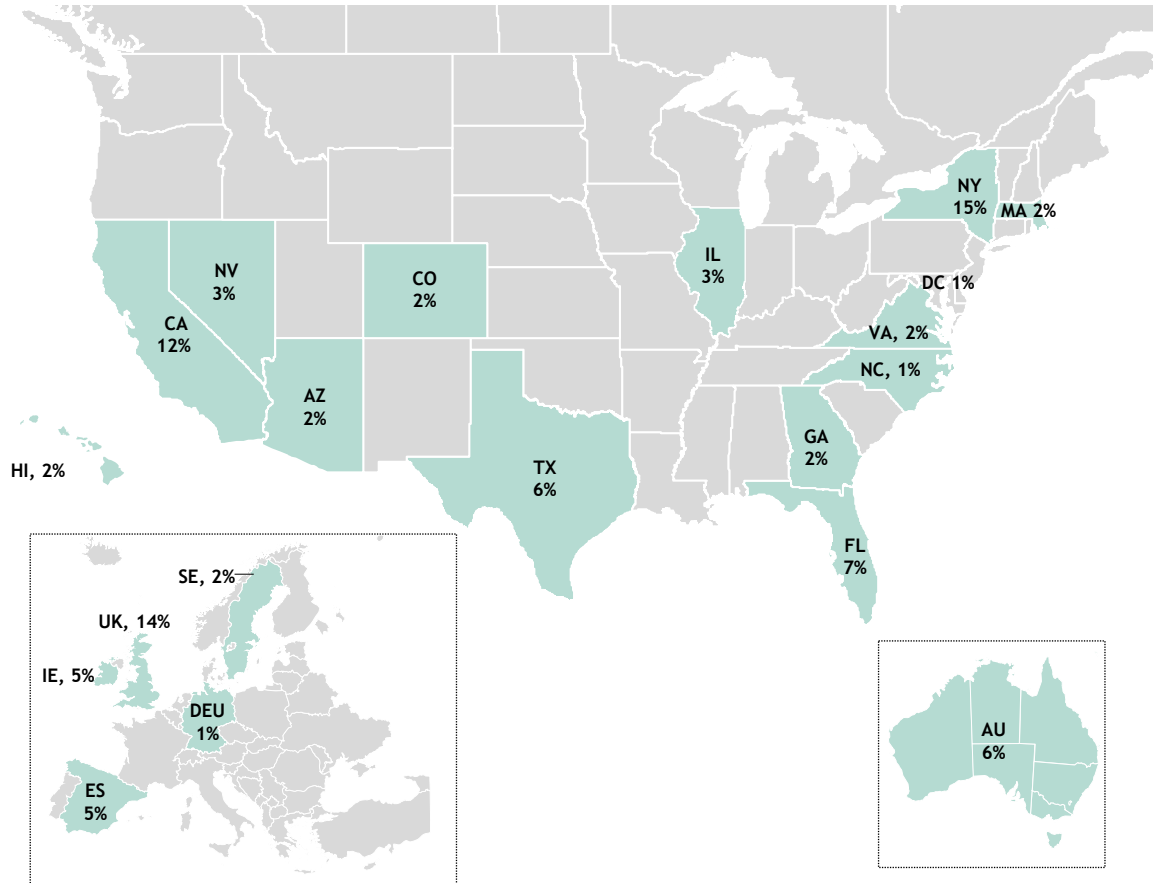 NY
15%
MA 2%
IL
3%
NV
3%
CO
2%
DC 1%
CA
12%
VA, 2%
NC, 1%
AZ
2%
GA
2%
HI, 2%
TX
6%
FL
7%
SE, 2%
UK, 14%
IE, 5%
DEU
1%
ES
5%
AU
6%